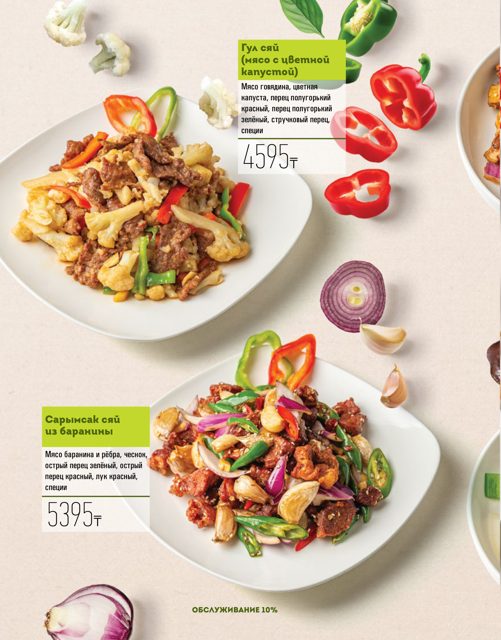 Гүл сяй
(мясо с цветной
капустой)
Мясо говядина, цветная
капуста, перец полугорький
красный, перец полугорький
зелёный, стручковый перец,
специи
4595₸
Сарымсак сяй
из баранины
Мясо баранина и рёбра, чеснок,
острый перец зелёный, острый
перец красный, лук красный,
специи
5395₸
ОБСЛУЖИВАНИЕ 10%